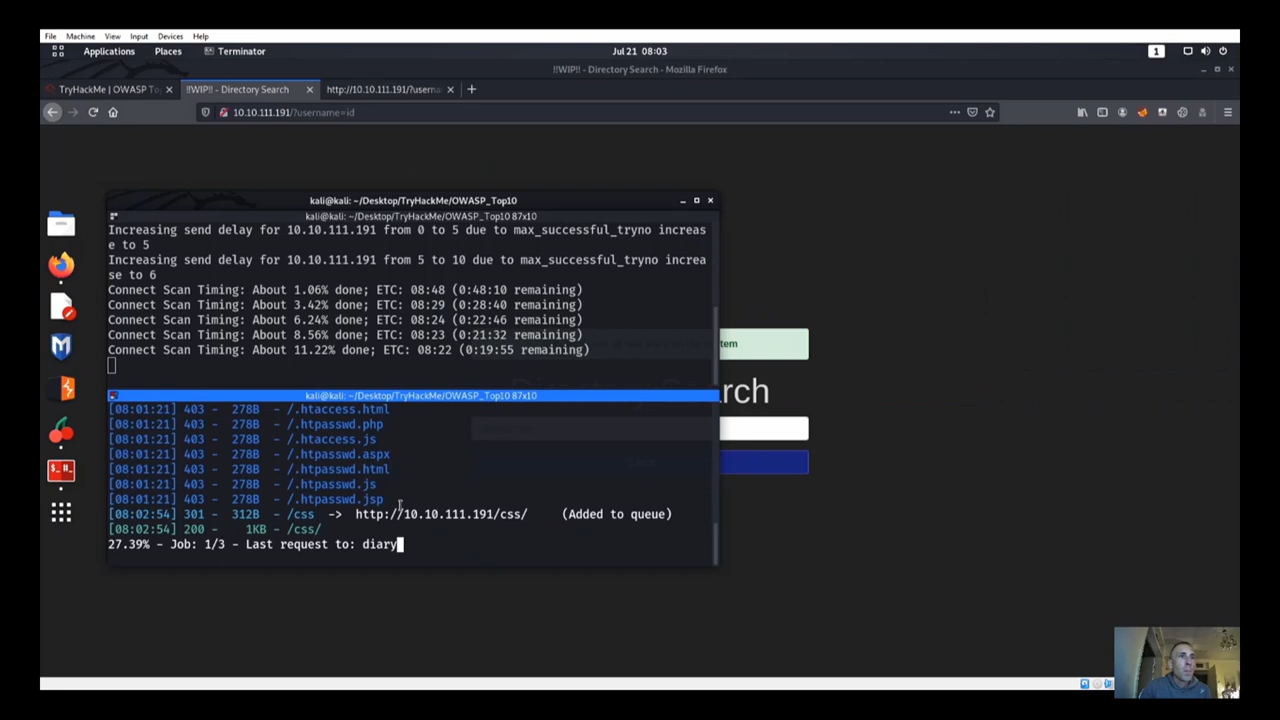 File Machine View Input Devices Help
Applications Places Terminator Jul 21 08:03 1
!!WIP!! - Directory Search - Mozilla Firefox
TryHackMe | OWASP To !!WIP!! - Directory Search http://10.10.111.191/?userna
10.10.111.191/?username=id
kali@kali: ~/Desktop/TryHackMe/OWASP_Top10
kali@kali: ~/Desktop/TryHackMe/OWASP_Top10 87x10
Increasing send delay for 10.10.111.191 from 0 to 5 due to max_successful_tryno increas
e to 5
Increasing send delay for 10.10.111.191 from 5 to 10 due to max_successful_tryno increa
se to 6
Connect Scan Timing: About 1.06% done; ETC: 08:48 (0:48:10 remaining)
Connect Scan Timing: About 3.42% done; ETC: 08:29 (0:28:40 remaining)
Connect Scan Timing: About 6.24% done; ETC: 08:24 (0:22:46 remaining)
Connect Scan Timing: About 8.56% done; ETC: 08:23 (0:21:32 remaining)
Connect Scan Timing: About 11.22% done; ETC: 08:22 (0:19:55 remaining)
tem
rch
kali@kali: ~/Desktop/TryHackMe/OWASP_Top10 87x10
[08:01:21] 403 - 278B - /.htaccess.html
[08:01:21] 403 - 278B - /.htpasswd.php
[08:01:21] 403 - 278B - /.htaccess.js
[08:01:21] 403 - 278B - /.htpasswd.aspx
[08:01:21] 403 - 278B - /.htpasswd.html
[08:01:21] 403 - 278B - /.htpasswd.js
[08:01:21] 403 - 278B - /.htpasswd.jsp
[08:02:54] 301 - 312B - /css -> http://10.10.111.191/css/ (Added to queue)
[08:02:54] 200 - 1KB - /css/
27.39% - Job: 1/3 - Last request to: diary